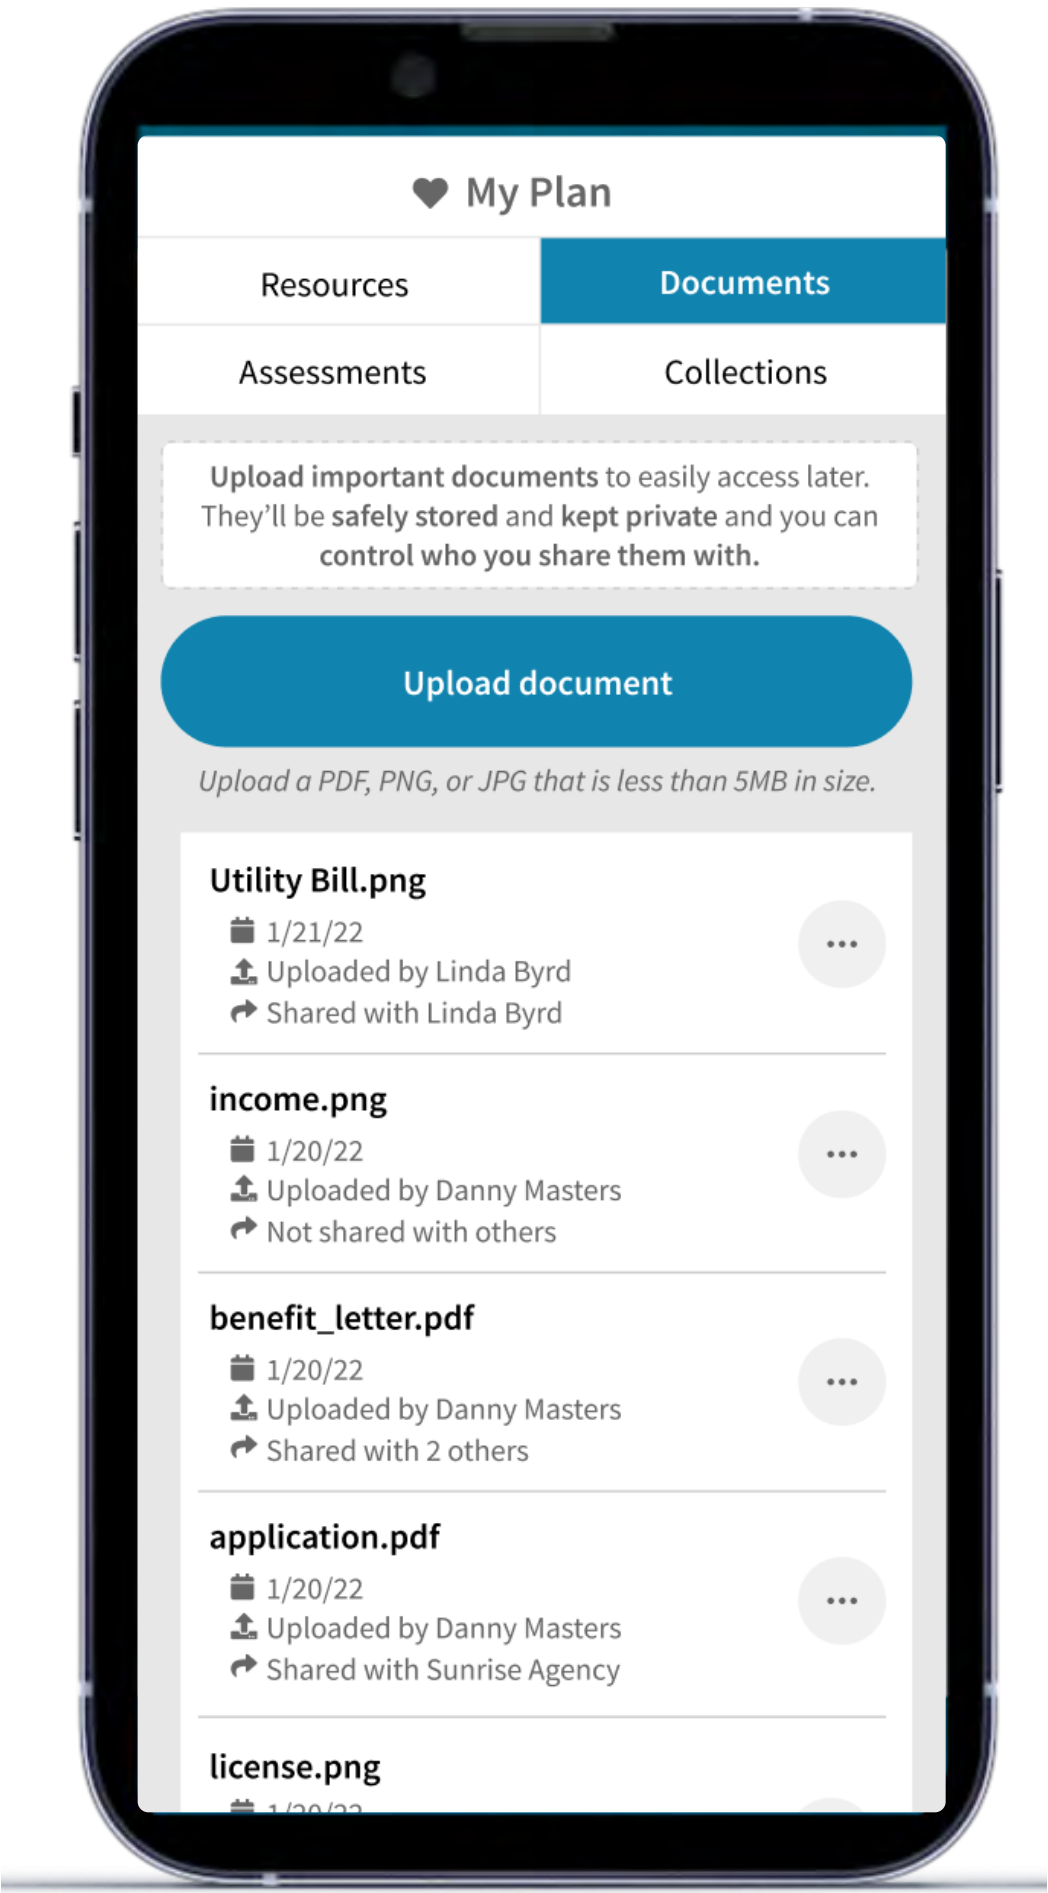 My Plan
Resources
Documents
Assessments
Collections
Upload important documents to easily access later.
They’ll be safely stored and kept private and you can
control who you share them with.
Upload document
Upload a PDF, PNG, or JPG that is less than 5MB in size.
Utility Bill.png
1/21/22
Uploaded by Linda Byrd
Shared with Linda Byrd
income.png
1/20/22
Uploaded by Danny Masters
Not shared with others
benefit_letter.pdf
1/20/22
Uploaded by Danny Masters
Shared with 2 others
application.pdf
1/20/22
Uploaded by Danny Masters
Shared with Sunrise Agency
license.png